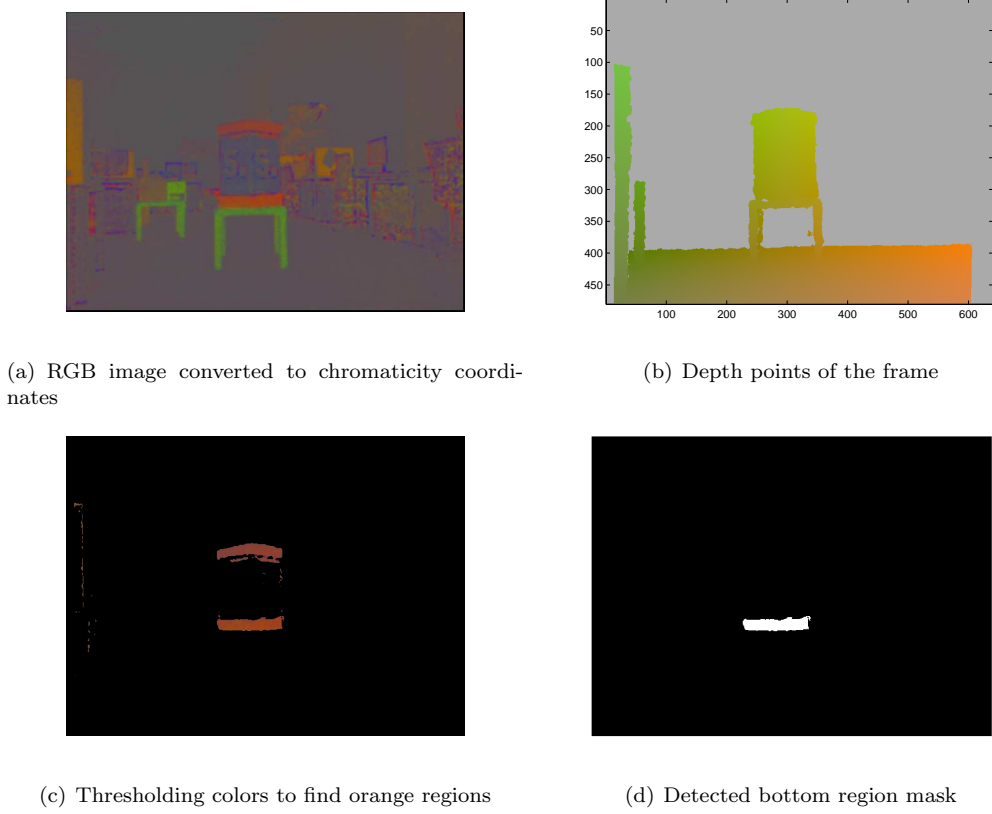 50
100
150
200
250
300
350
400
450
100 200 300 400 500 600
(a) RGB image converted to chromaticity coordi-
nates
(b) Depth points of the frame
(c) Thresholding colors to find orange regions
(d) Detected bottom region mask